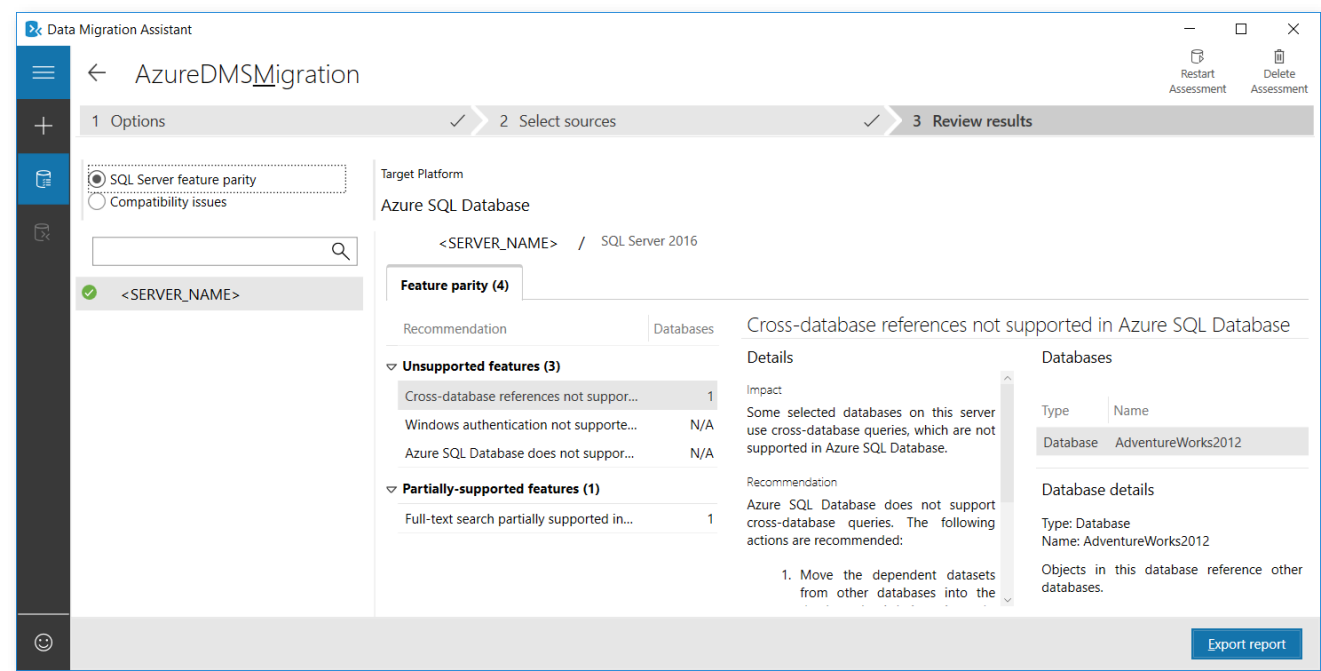 Data Migration Assistant
AzureDMSMigration
Restart Assessment
Delete Assessment
1 Options
2 Select sources
3 Review results
SQL Server feature parity
Compatibility issues
<SERVER_NAME>
Target Platform
Azure SQL Database
<SERVER_NAME> / SQL Server 2016
Feature parity (4)
Recommendation Databases
Unsupported features (3)
Cross-database references not suppor... 1
Windows authentication not supporte... N/A
Azure SQL Database does not suppor... N/A
Partially-supported features (1)
Full-text search partially supported in... 1
Cross-database references not supported in Azure SQL Database
Details
Impact
Some selected databases on this server
use cross-database queries, which are not
supported in Azure SQL Database.
Recommendation
Azure SQL Database does not support
cross-database queries. The following
actions are recommended:
1. Move the dependent datasets
from other databases into the
Databases
Type Name
Database AdventureWorks2012
Database details
Type: Database
Name: AdventureWorks2012
Objects in this database reference other
databases.
Export report